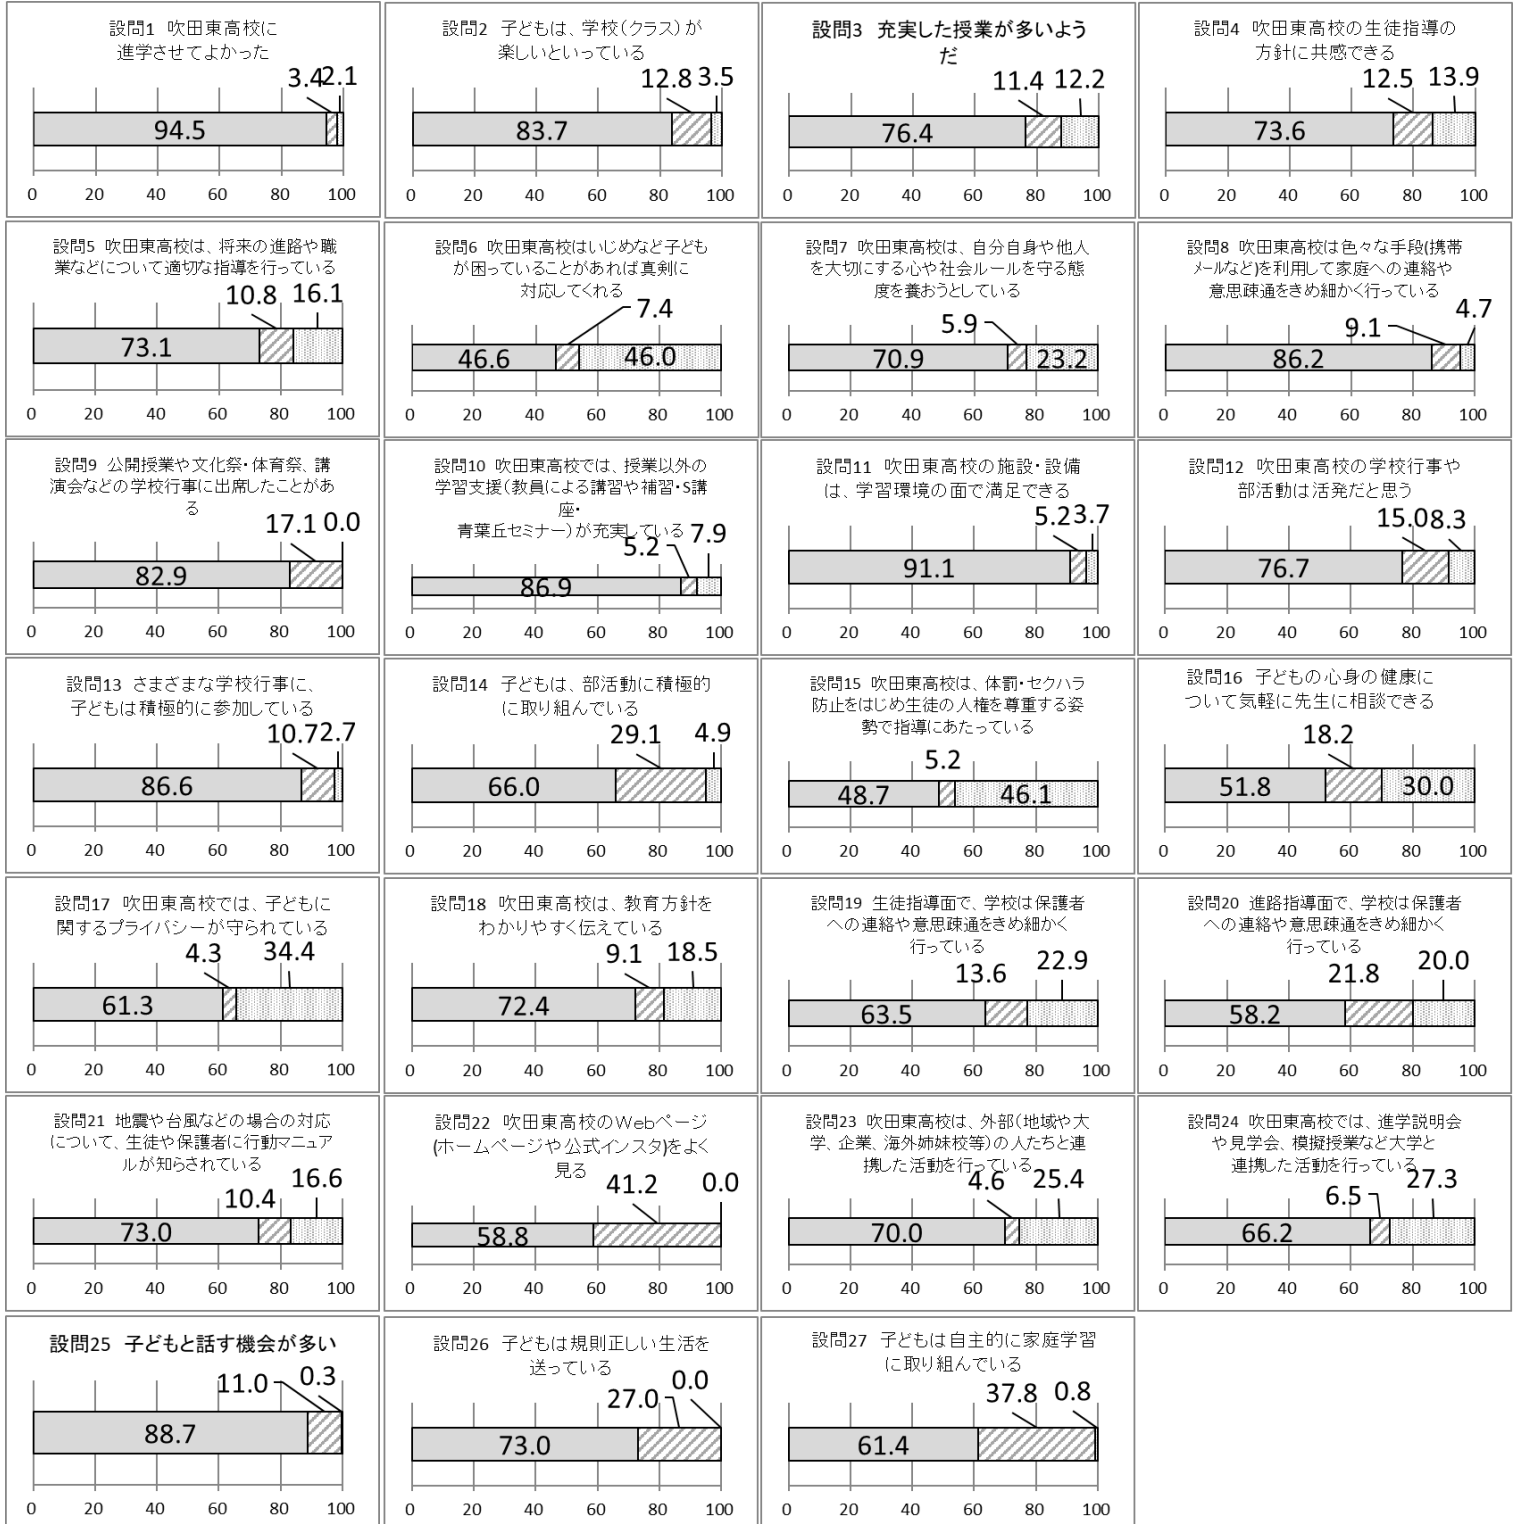 設問1 吹田東高校に
進学させてよかった
3.4
2.1
94.5
0 20 40 60 80 100
設問2 子どもは、学校(クラス)が
楽しいといっている
12.8
3.5
83.7
0 20 40 60 80 100
設問3 充実した授業が多いよう
だ
11.4
12.2
76.4
0 20 40 60 80 100
設問4 吹田東高校の生徒指導の
方針に共感できる
12.5
13.9
73.6
0 20 40 60 80 100
設問5 吹田東高校は、将来の進路や職
業などについて適切な指導を行っている
10.8
16.1
73.1
0 20 40 60 80 100
設問6 吹田東高校はいじめなど子ども
が困っていることがあれば真剣に
対応してくれる
7.4
46.6
46.0
0 20 40 60 80 100
設問7 吹田東高校は、自分自身や他人
を大切にする心や社会ルールを守る態
度を養おうとしている
5.9
70.9
23.2
0 20 40 60 80 100
設問8 吹田東高校は色々な手段(携帯
メールなど)を利用して家庭への連絡や
意思疎通をきめ細かく行っている
9.1
4.7
86.2
0 20 40 60 80 100
設問9 公開授業や文化祭・体育祭、講
演会などの学校行事に出席したことがあ
る
17.1
0.0
82.9
0 20 40 60 80 100
設問10 吹田東高校では、授業以外の
学習支援(教員による講習や補習・S講
座・
青葉丘セミナー)が充実している
5.2
7.9
86.9
0 20 40 60 80 100
設問11 吹田東高校の施設・設備
は、学習環境の面で満足できる
5.2
3.7
91.1
0 20 40 60 80 100
設問12 吹田東高校の学校行事や
部活動は活発だと思う
15.0
8.3
76.7
0 20 40 60 80 100
設問13 さまざまな学校行事に、
子どもは積極的に参加している
10.7
2.7
86.6
0 20 40 60 80 100
設問14 子どもは、部活動に積極的
に取り組んでいる
29.1
4.9
66.0
0 20 40 60 80 100
設問15 吹田東高校は、体罰・セクハラ
防止をはじめ生徒の人権を尊重する姿
勢で指導にあたっている
5.2
48.7
46.1
0 20 40 60 80 100
設問16 子どもの心身の健康に
ついて気軽に先生に相談できる
18.2
51.8
30.0
0 20 40 60 80 100
設問17 吹田東高校では、子どもに
関するプライバシーが守られている
4.3
34.4
61.3
0 20 40 60 80 100
設問18 吹田東高校は、教育方針を
わかりやすく伝えている
9.1
18.5
72.4
0 20 40 60 80 100
設問19 生徒指導面で、学校は保護者
への連絡や意思疎通をきめ細かく
行っている
13.6
22.9
63.5
0 20 40 60 80 100
設問20 進路指導面で、学校は保護者
への連絡や意思疎通をきめ細かく
行っている
21.8
20.0
58.2
0 20 40 60 80 100
設問21 地震や台風などの場合の対応
について、生徒や保護者に行動マニュア
ルが知らされている
10.4
16.6
73.0
0 20 40 60 80 100
設問22 吹田東高校のWebページ
(ホームページや公式インスタ)をよく
見る
41.2
0.0
58.8
0 20 40 60 80 100
設問23 吹田東高校は、外部(地域や大
学、企業、海外姉妹校等)の人たちと連
携した活動を行っている
4.6
25.4
70.0
0 20 40 60 80 100
設問24 吹田東高校では、進学説明会
や見学会、模擬授業など大学と
連携した活動を行っている
6.5
27.3
66.2
0 20 40 60 80 100
設問25 子どもと話す機会が多い
11.0
0.3
88.7
0 20 40 60 80 100
設問26 子どもは規則正しい生活を
送っている
27.0
0.0
73.0
0 20 40 60 80 100
設問27 子どもは自主的に家庭学習
に取り組んでいる
37.8
0.8
61.4
0 20 40 60 80 100